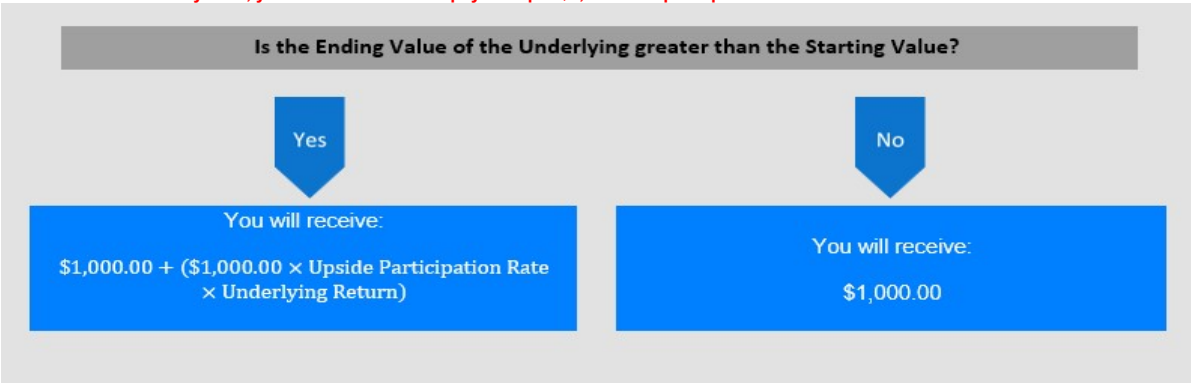 Is the Ending Value of the Underlying greater than the Starting Value?
Yes
No
You will receive:
$1,000.00 + ($1,000.00 × Upside Participation Rate
× Underlying Return)
You will receive:
$1,000.00